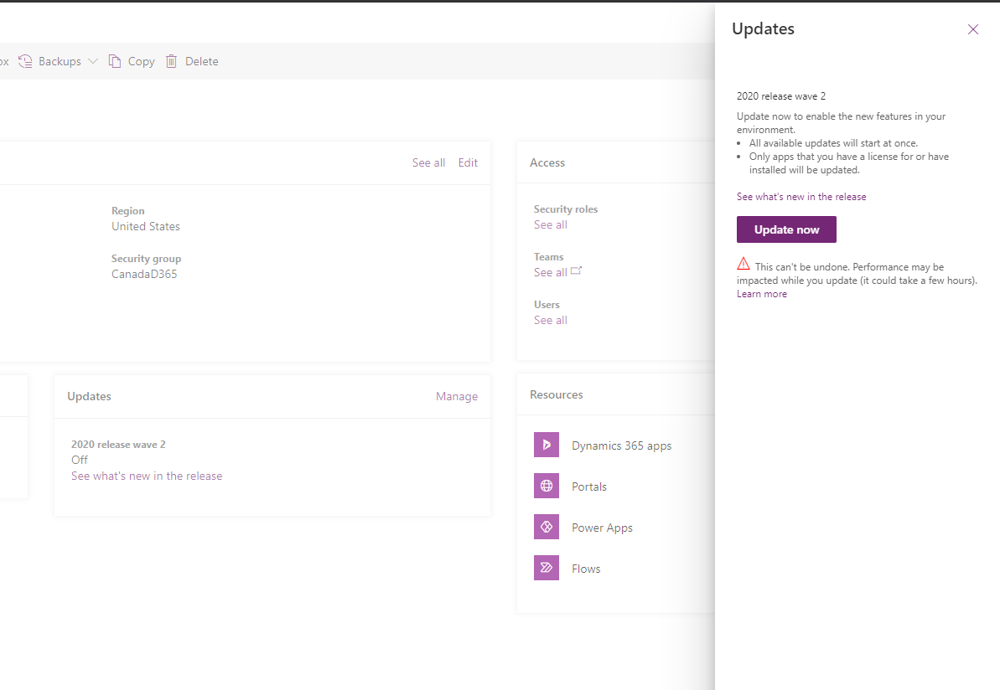 Updates
ox Backups Copy Delete
2020 release wave 2
Update now to enable the new features in your
environment.
• All available updates will start at once.
• Only apps that you have a license for or have
installed will be updated.
See what's new in the release
Update now
This can't be undone. Performance may be
impacted while you update (it could take a few hours).
Learn more
See all Edit
Region
United States
Security group
CanadaD365
Access
Security roles
See all
Teams
See all
Users
See all
Updates Manage
2020 release wave 2
Off
See what's new in the release
Resources
Dynamics 365 apps
Portals
Power Apps
Flows